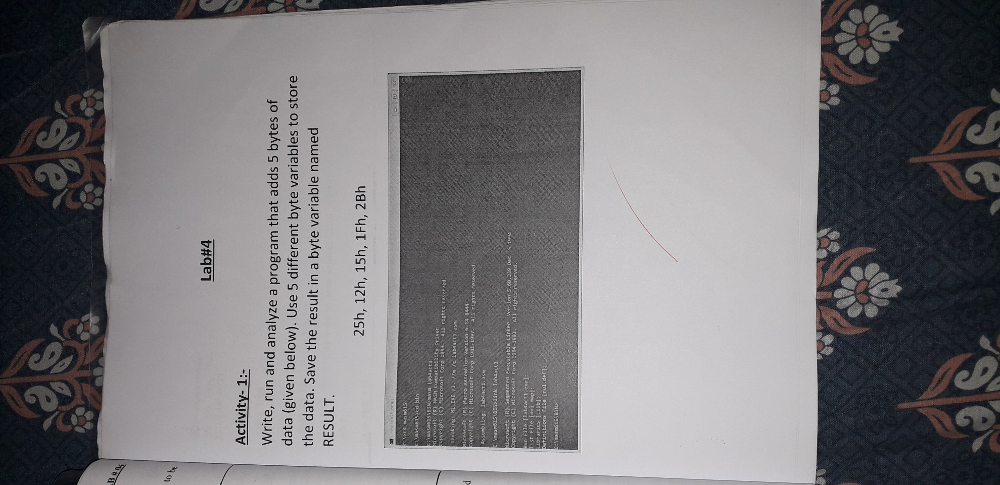 LAB # 04
to be
d
Lab#4
Activity- 1:-
Write, run and analyze a program that adds 5 bytes of
data (given below). Use 5 different byte variables to store
the data. Save the result in a byte variable named
RESULT.
25h, 12h, 15h, 1Fh, 2Bh
Command Prompt
C:\>cd masm615
C:\masm615>cd bin
C:\masm615\BIN>masm lab4act1
Microsoft (R) MASM Compatibility Driver
Copyright (C) Microsoft Corp 1993. All rights reserved.
Invoking: ML.EXE /I. /Zm /c lab4act1.asm
Microsoft (R) Macro Assembler Version 6.14.8444
Copyright (C) Microsoft Corp 1981-1997. All rights reserved.
Assembling: lab4act1.asm
C:\masm615\BIN>link lab4act1
Microsoft (R) Segmented Executable Linker Version 5.60.339 Dec 5 1994
Copyright (C) Microsoft Corp 1984-1993. All rights reserved.
Run File [lab4act1.exe]:
List File [nul.map]:
Libraries [.lib]:
Definitions File [nul.def]:
C:\masm615\BIN>